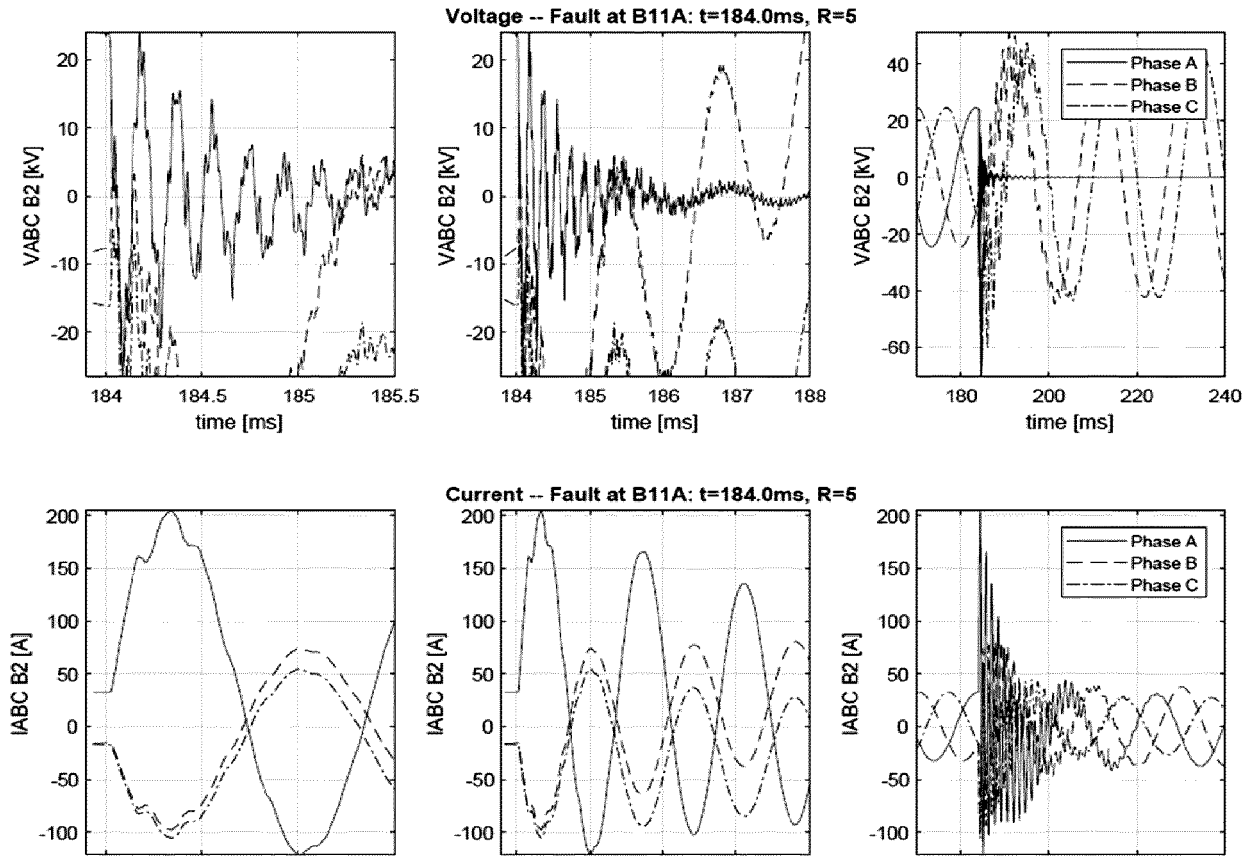 Voltage -- Fault at B11A: t=184.0ms, R=5
VABC B2 [kV]
20
10
0
-10
-20
184
184.5
185
185.5
time [ms]
VABC B2 [kV]
20
10
0
-10
-20
184
185
186
187
188
time [ms]
VABC B2 [kV]
40
20
0
-20
-40
-60
180
200
220
240
time [ms]
Phase A
Phase B
Phase C
Current -- Fault at B11A: t=184.0ms, R=5
IABC B2 [A]
200
150
100
50
0
-50
-100
IABC B2 [A]
200
150
100
50
0
-50
-100
IABC B2 [A]
200
150
100
50
0
-50
-100
Phase A
Phase B
Phase C